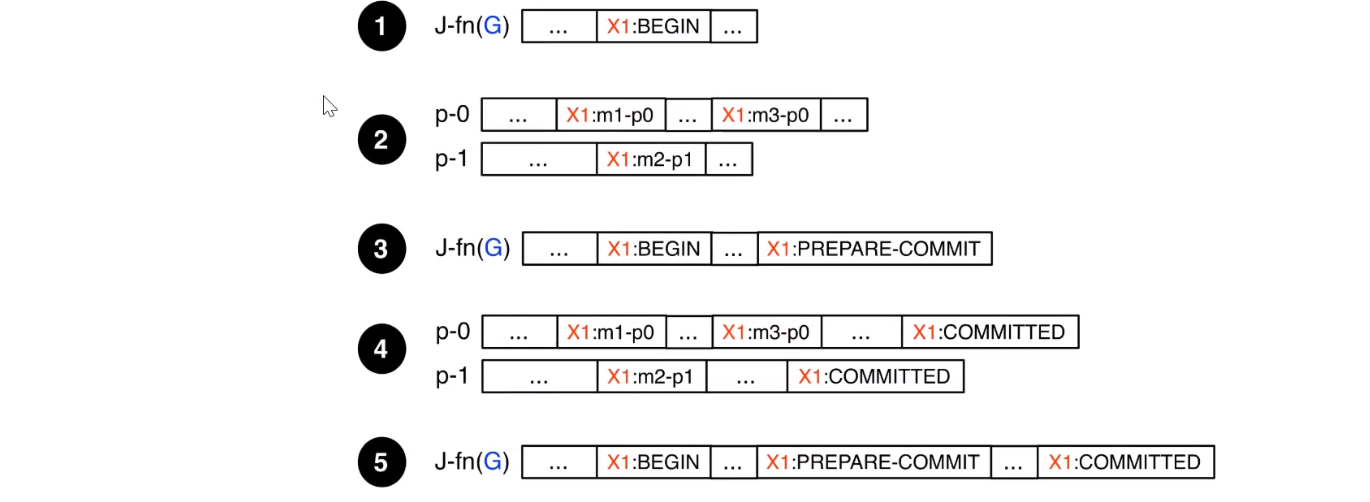 1 J-fn(G) ... X1:BEGIN ...
2
p-0 ... X1:m1-p0 ... X1:m3-p0 ...
p-1 ... X1:m2-p1 ...
3 J-fn(G) ... X1:BEGIN ... X1:PREPARE-COMMIT
4
p-0 ... X1:m1-p0 ... X1:m3-p0 ... X1:COMMITTED
p-1 ... X1:m2-p1 ... X1:COMMITTED
5 J-fn(G) ... X1:BEGIN ... X1:PREPARE-COMMIT ... X1:COMMITTED